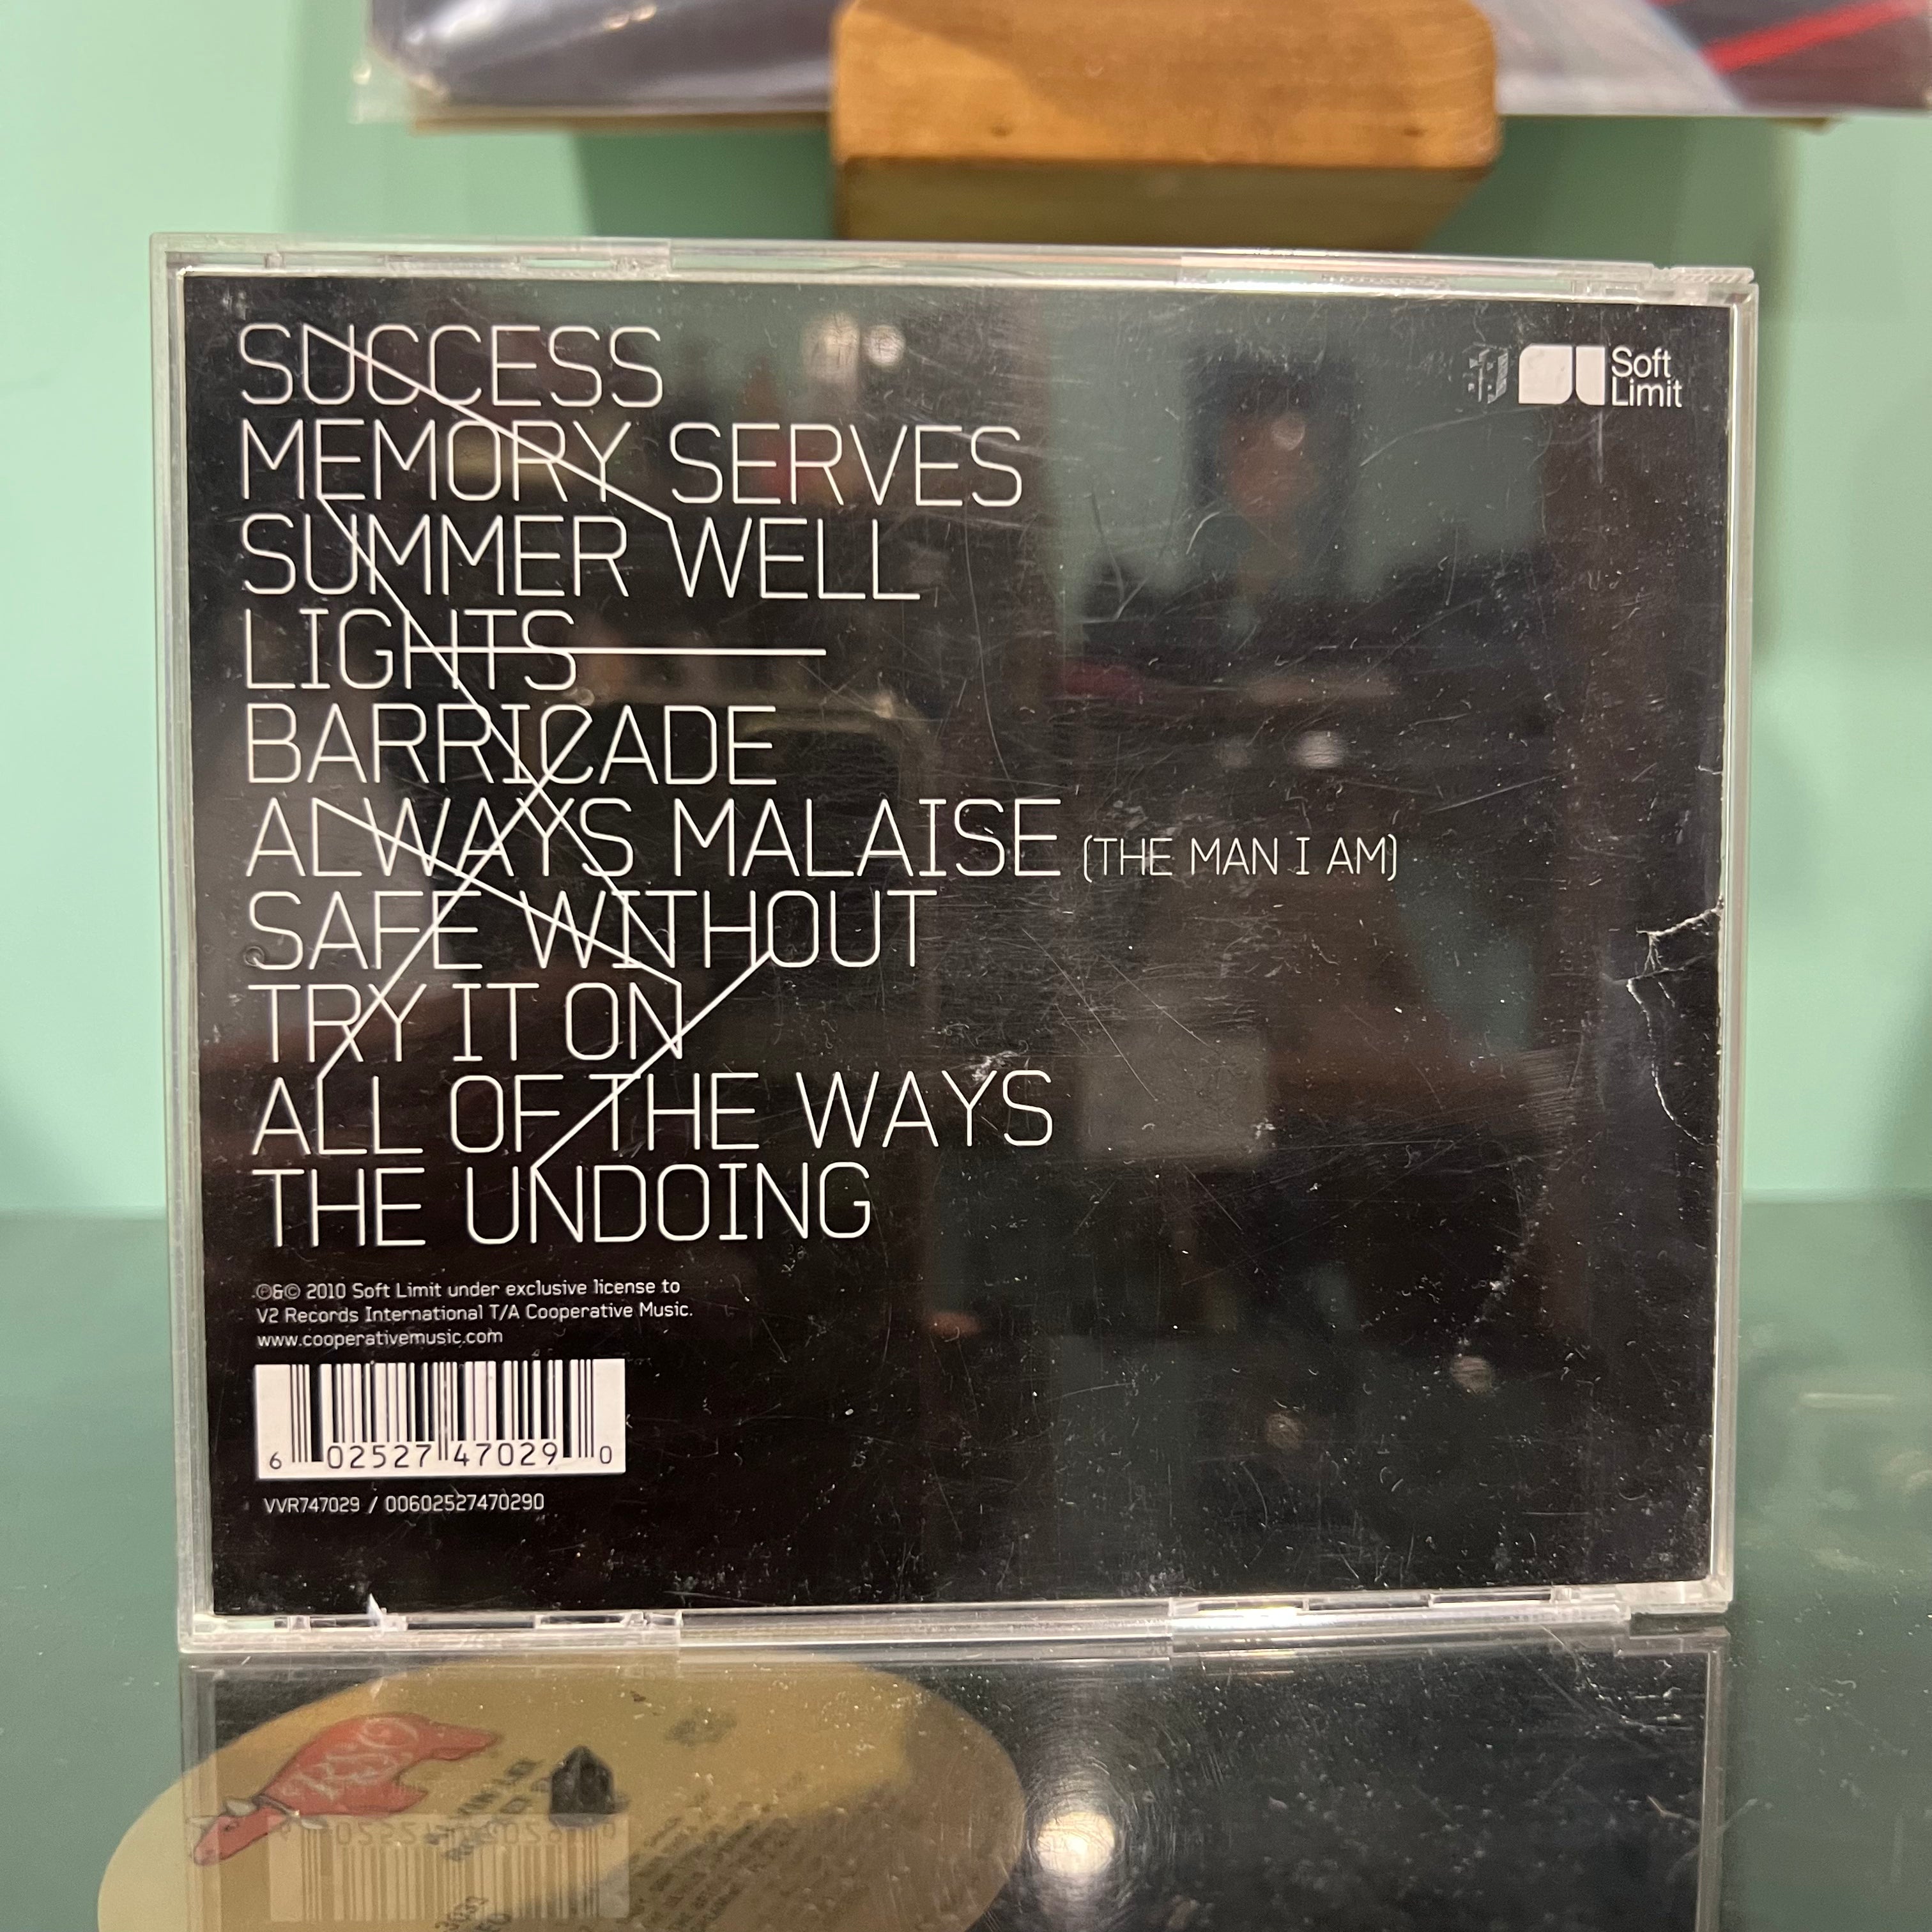 SUCCESS
MEMORY SERVES
SUMMER WELL
LIGHTS
BARRICADE
ALWAYS MALAISE (THE MAN I AM)
SAFE WITHOUT
TRY IT ON
ALL OF THE WAYS
THE UNDOING
Soft
Limit
℗&© 2010 Soft Limit under exclusive license to
V2 Records International T/A Cooperative Music.
www.cooperativemusic.com
6 02527 47029 0
VVR747029 / 00602527470290